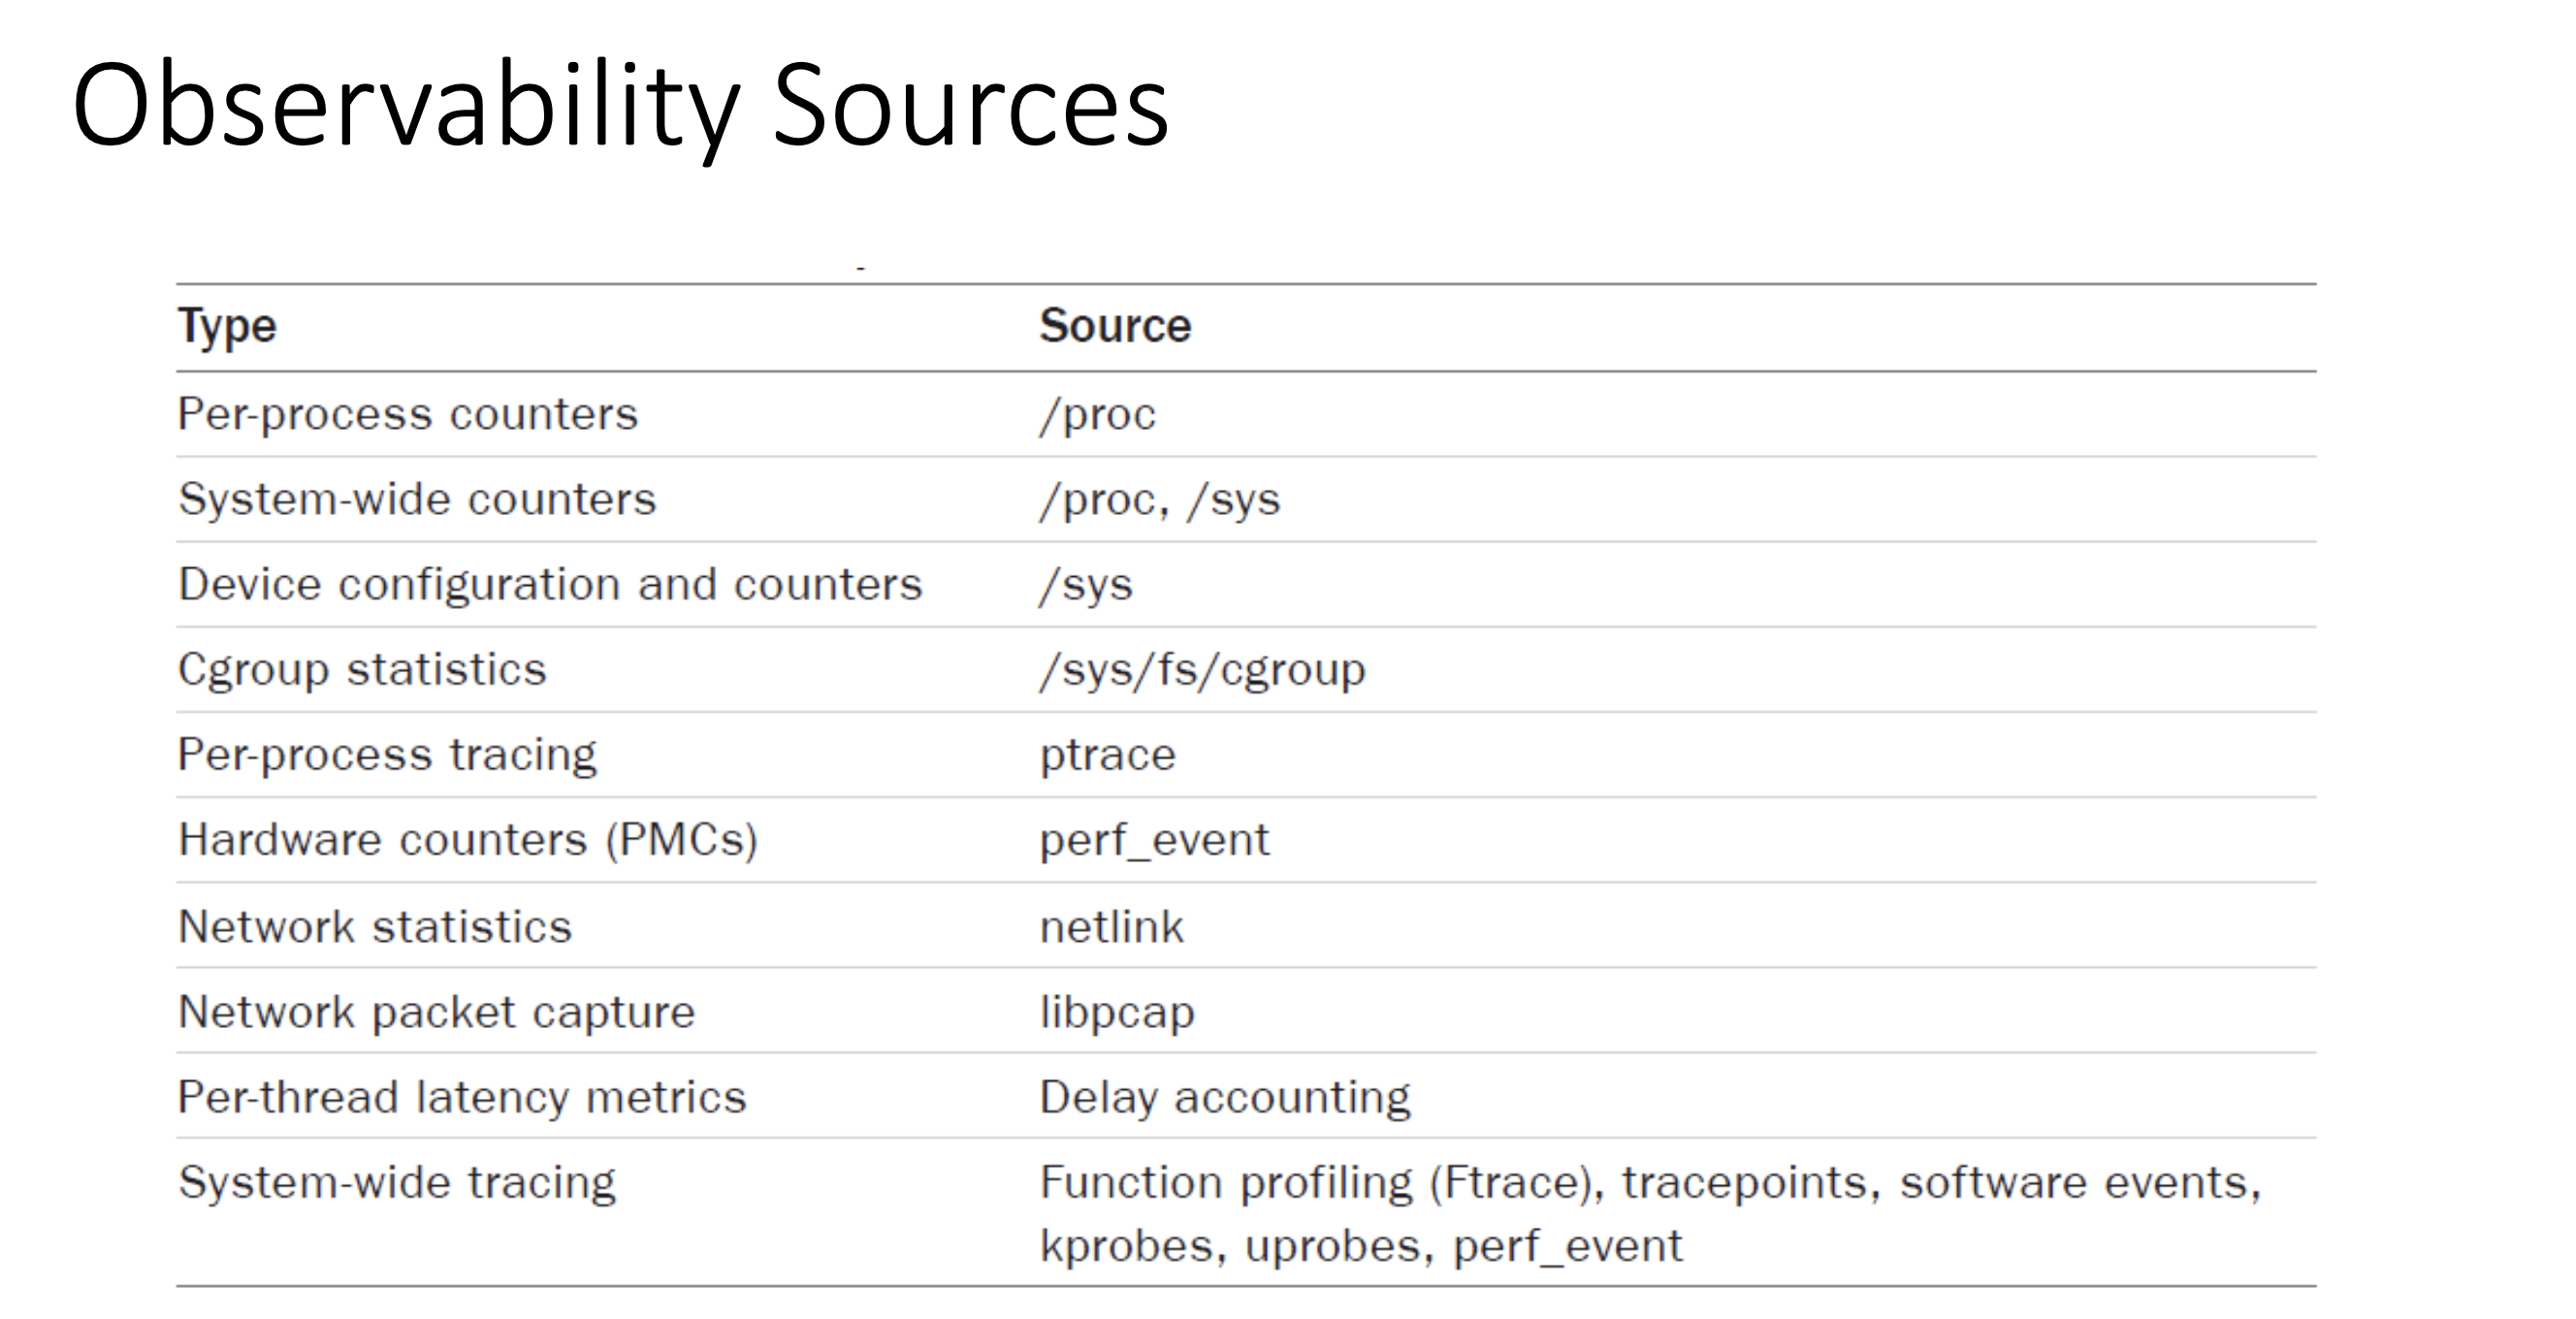 Observability Sources
Type Source
Per-process counters /proc
System-wide counters /proc, /sys
Device configuration and counters /sys
Cgroup statistics /sys/fs/cgroup
Per-process tracing ptrace
Hardware counters (PMCs) perf_event
Network statistics netlink
Network packet capture libpcap
Per-thread latency metrics Delay accounting
System-wide tracing Function profiling (Ftrace), tracepoints, software events,
kprobes, uprobes, perf_event